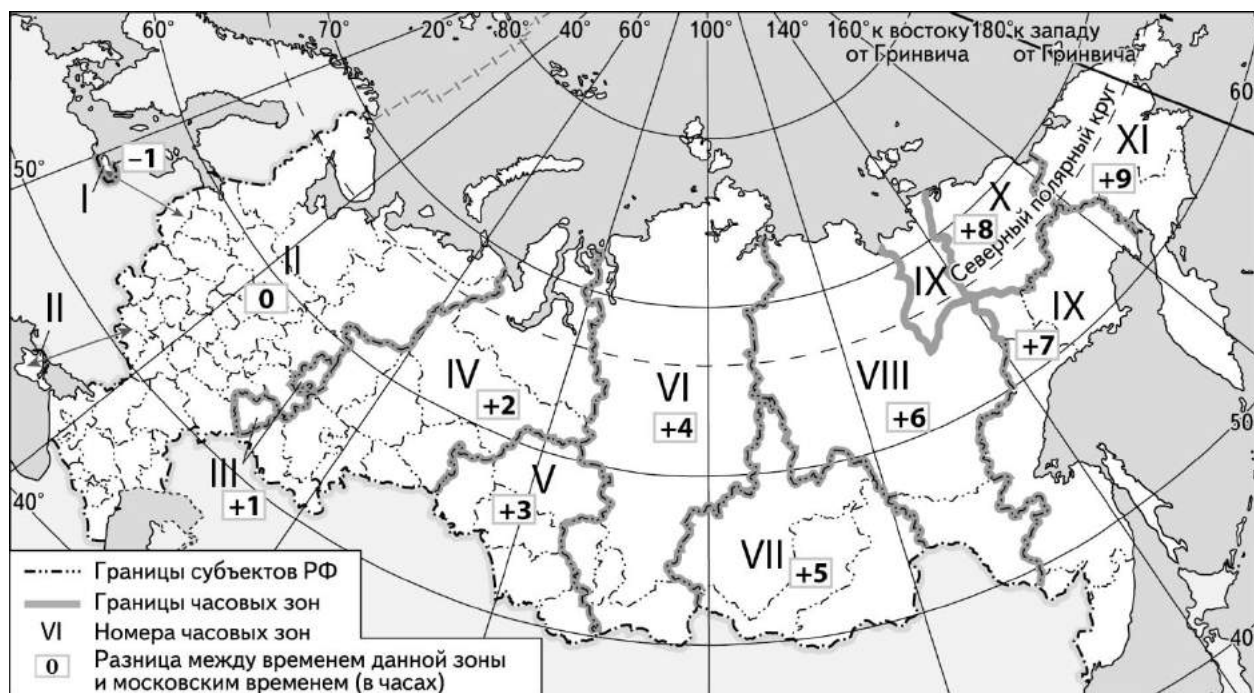 60° 70° 20° 40° 60° 80° 100° 120° 140° 160° к востоку 180° к западу
от Гринвича от Гринвича
60°
Северный полярный круг
XI
+9
–1
50°
I
X
+8
II
0
IX
IX
+7
II
IV
+2
VI
+4
VIII
+6
50°
III
+1
V
+3
VII
+5
40°
40°
Границы субъектов РФ
Границы часовых зон
VI Номера часовых зон
0 Разница между временем данной зоны
и московским временем (в часах)